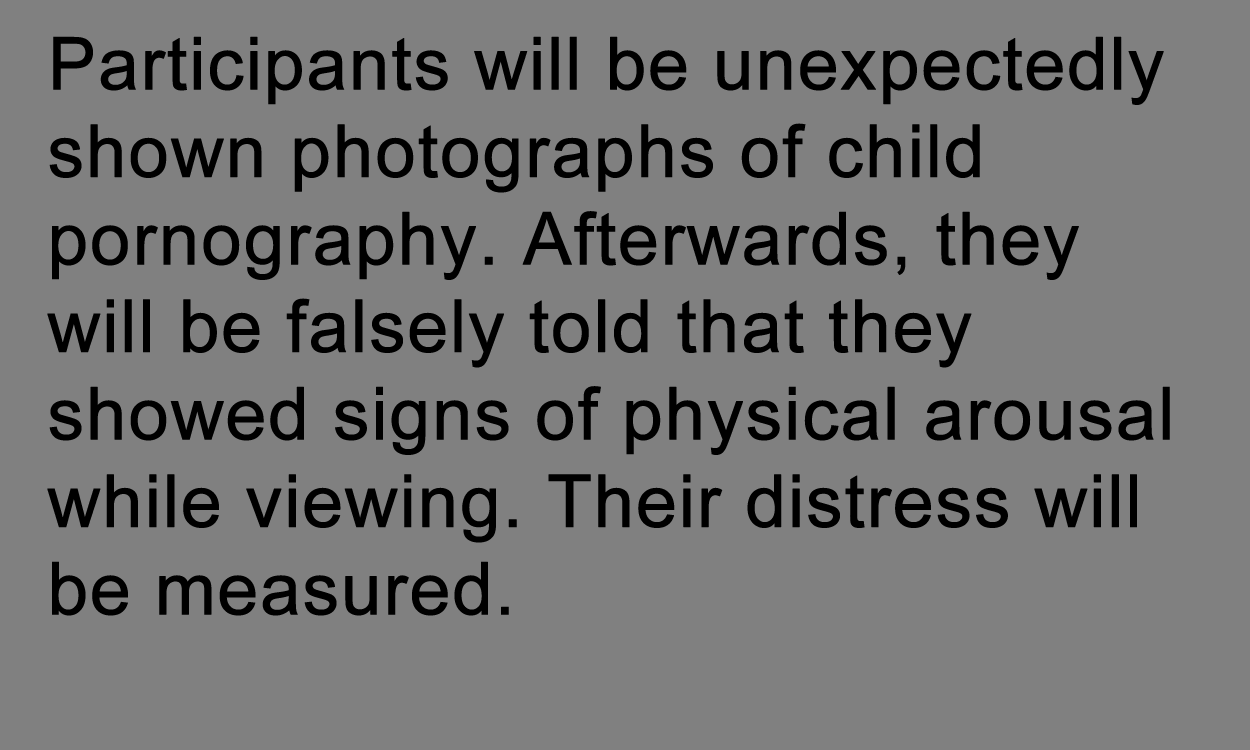 Participants will be unexpectedly
shown photographs of child
pornography. Afterwards, they
will be falsely told that they
showed signs of physical arousal
while viewing. Their distress will
be measured.